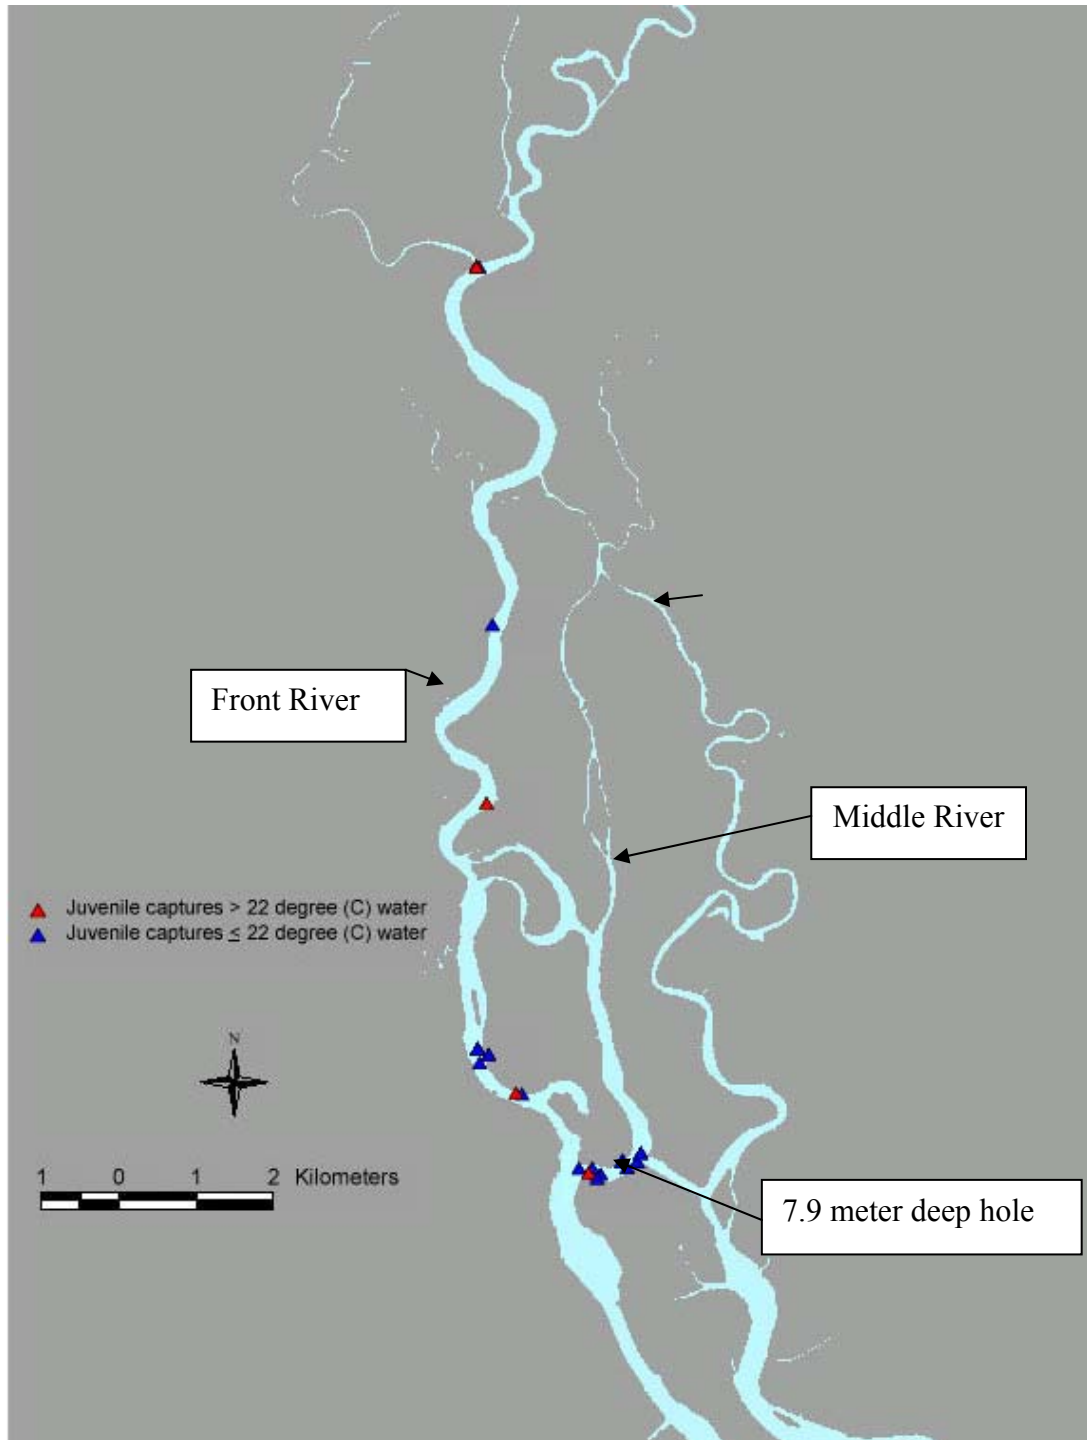 Front River
Middle River
Juvenile captures > 22 degree (C) water
Juvenile captures ≤ 22 degree (C) water
N
1 0 1 2 Kilometers
7.9 meter deep hole